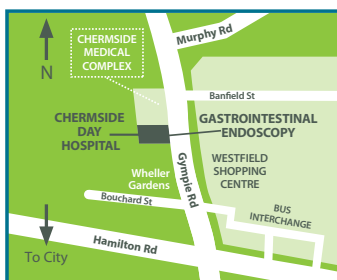 Murphy Rd
CHERMSIDE
MEDICAL
COMPLEX
N
Banfield St
CHERMSIDE
DAY
HOSPITAL
GASTROINTESTINAL
ENDOSCOPY
Gympie Rd
WESTFIELD
SHOPPING
CENTRE
Wheller
Gardens
Bouchard St
BUS
INTERCHANGE
Hamilton Rd
To City